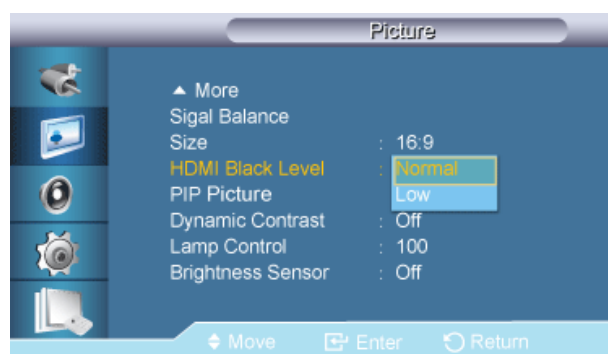 Picture
▲ More
Sigal Balance
Size : 16:9
HDMI Black Level : Normal
PIP Picture Low
Dynamic Contrast : Off
Lamp Control : 100
Brightness Sensor : Off
Move Enter Return